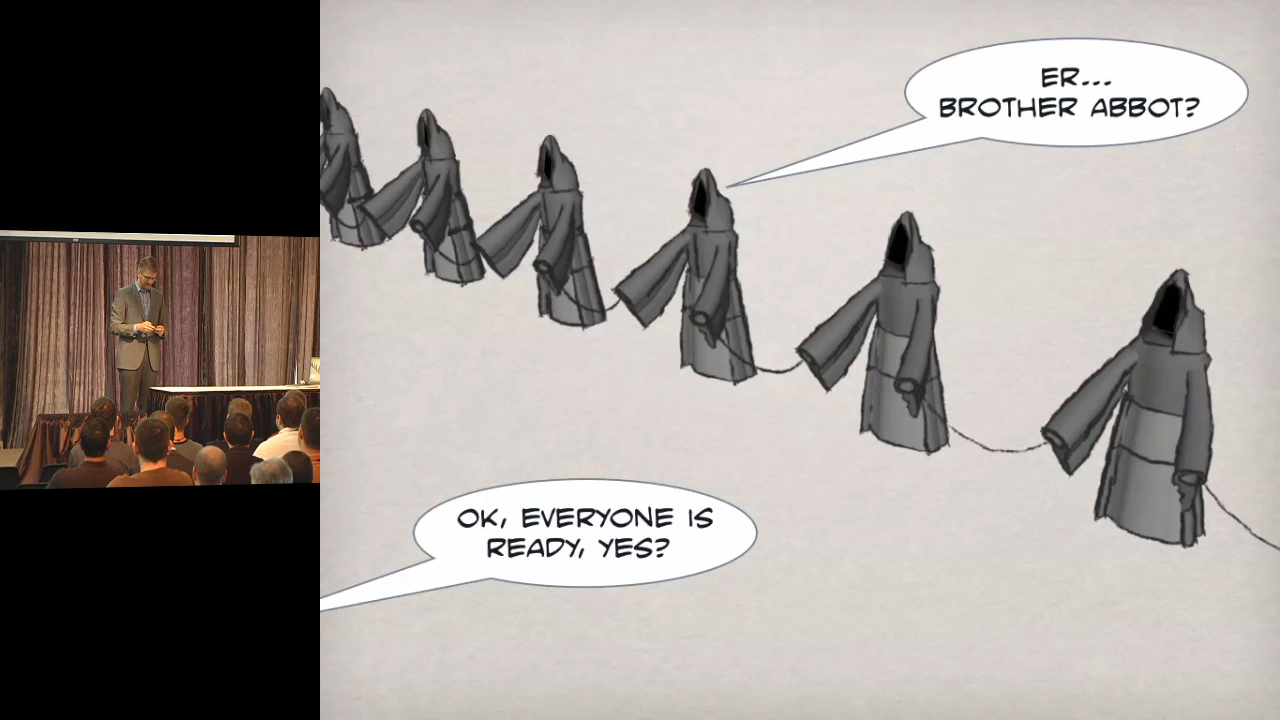 ER...
BROTHER ABBOT?
OK, EVERYONE IS
READY, YES?